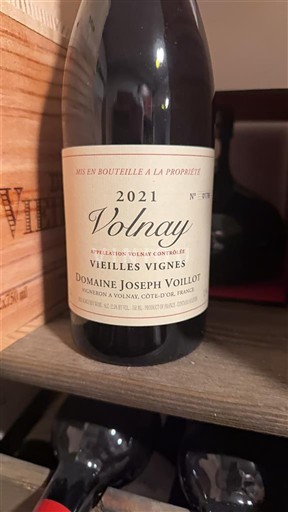 MIS EN BOUTEILLE A LA PROPRIÉTÉ
2021
N°
Volnay
APPELLATION VOLNAY CONTRÔLÉE
VIEILLES VIGNES
DOMAINE JOSEPH VOILLOT
VIGNERON A VOLNAY, CÔTE-D'OR, FRANCE